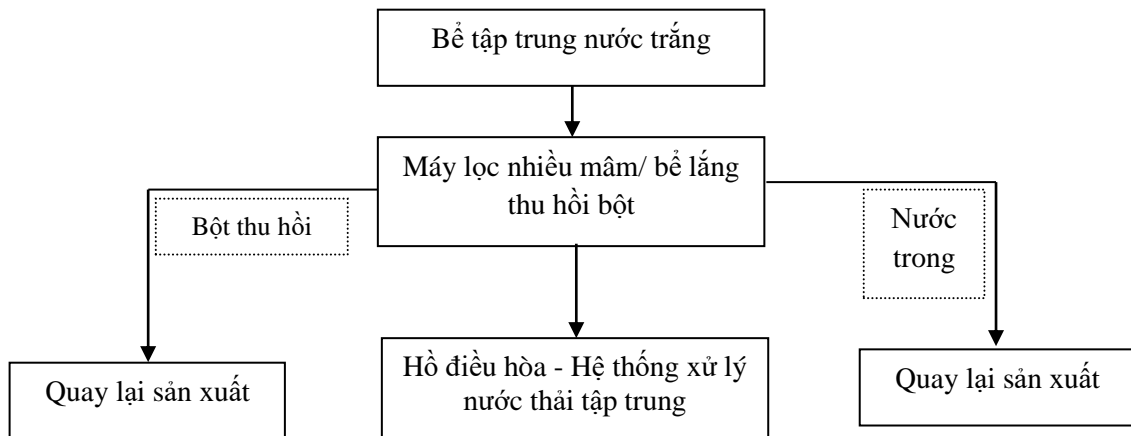 Bể tập trung nước trắng
Máy lọc nhiều mâm/ bể lắng
thu hồi bột
Bột thu hồi
Nước
trong
Quay lại sản xuất
Hồ điều hòa - Hệ thống xử lý
nước thải tập trung
Quay lại sản xuất